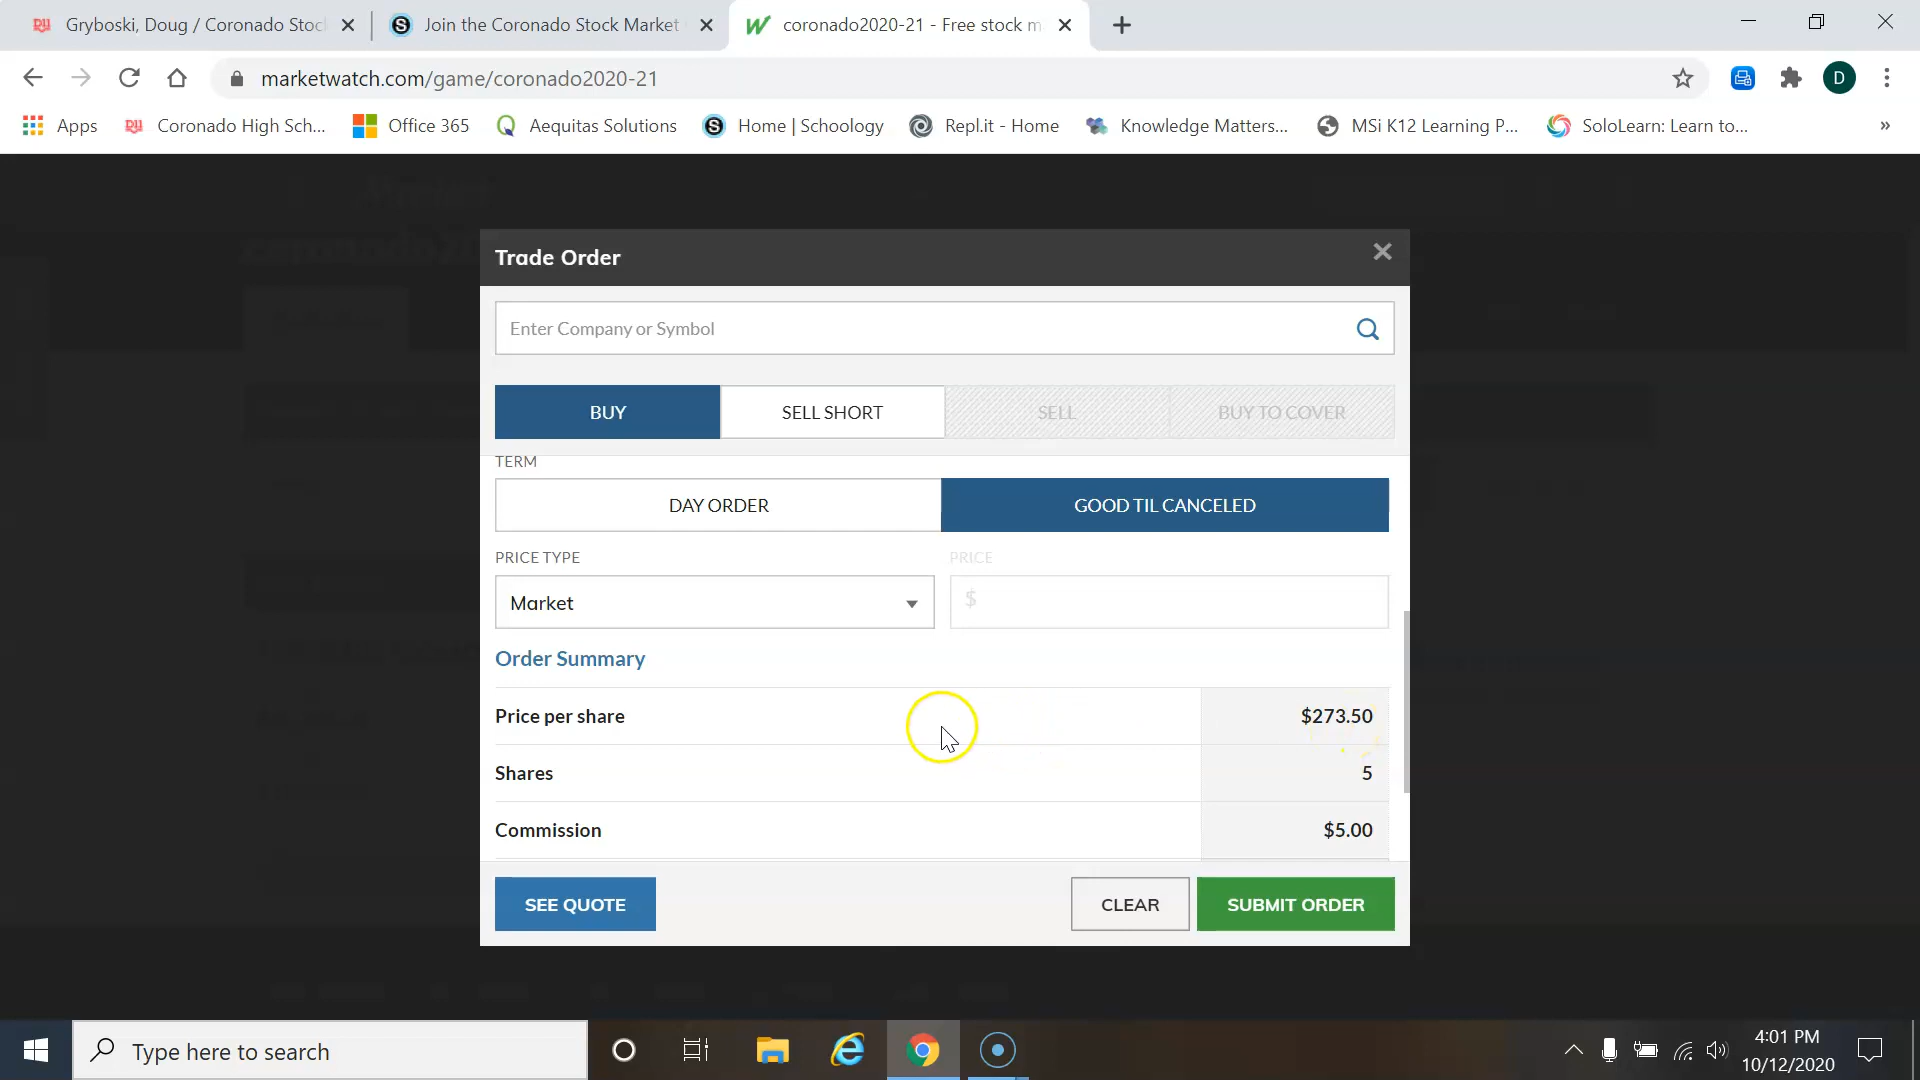 Gryboski, Doug / Coronado Stoc
Join the Coronado Stock Market
coronado2020-21 - Free stock m
marketwatch.com/game/coronado2020-21
D
Apps
Coronado High Sch...
Office 365
Aequitas Solutions
Home | Schoology
Repl.it - Home
Knowledge Matters...
MSi K12 Learning P...
SoloLearn: Learn to...
»
Trade Order
Enter Company or Symbol
BUY
SELL SHORT
SELL
BUY TO COVER
TERM
DAY ORDER
GOOD TIL CANCELED
PRICE TYPE
PRICE
Market
$
Order Summary
Price per share
$273.50
Shares
5
Commission
$5.00
SEE QUOTE
CLEAR
SUBMIT ORDER
Type here to search
4:01 PM
10/12/2020